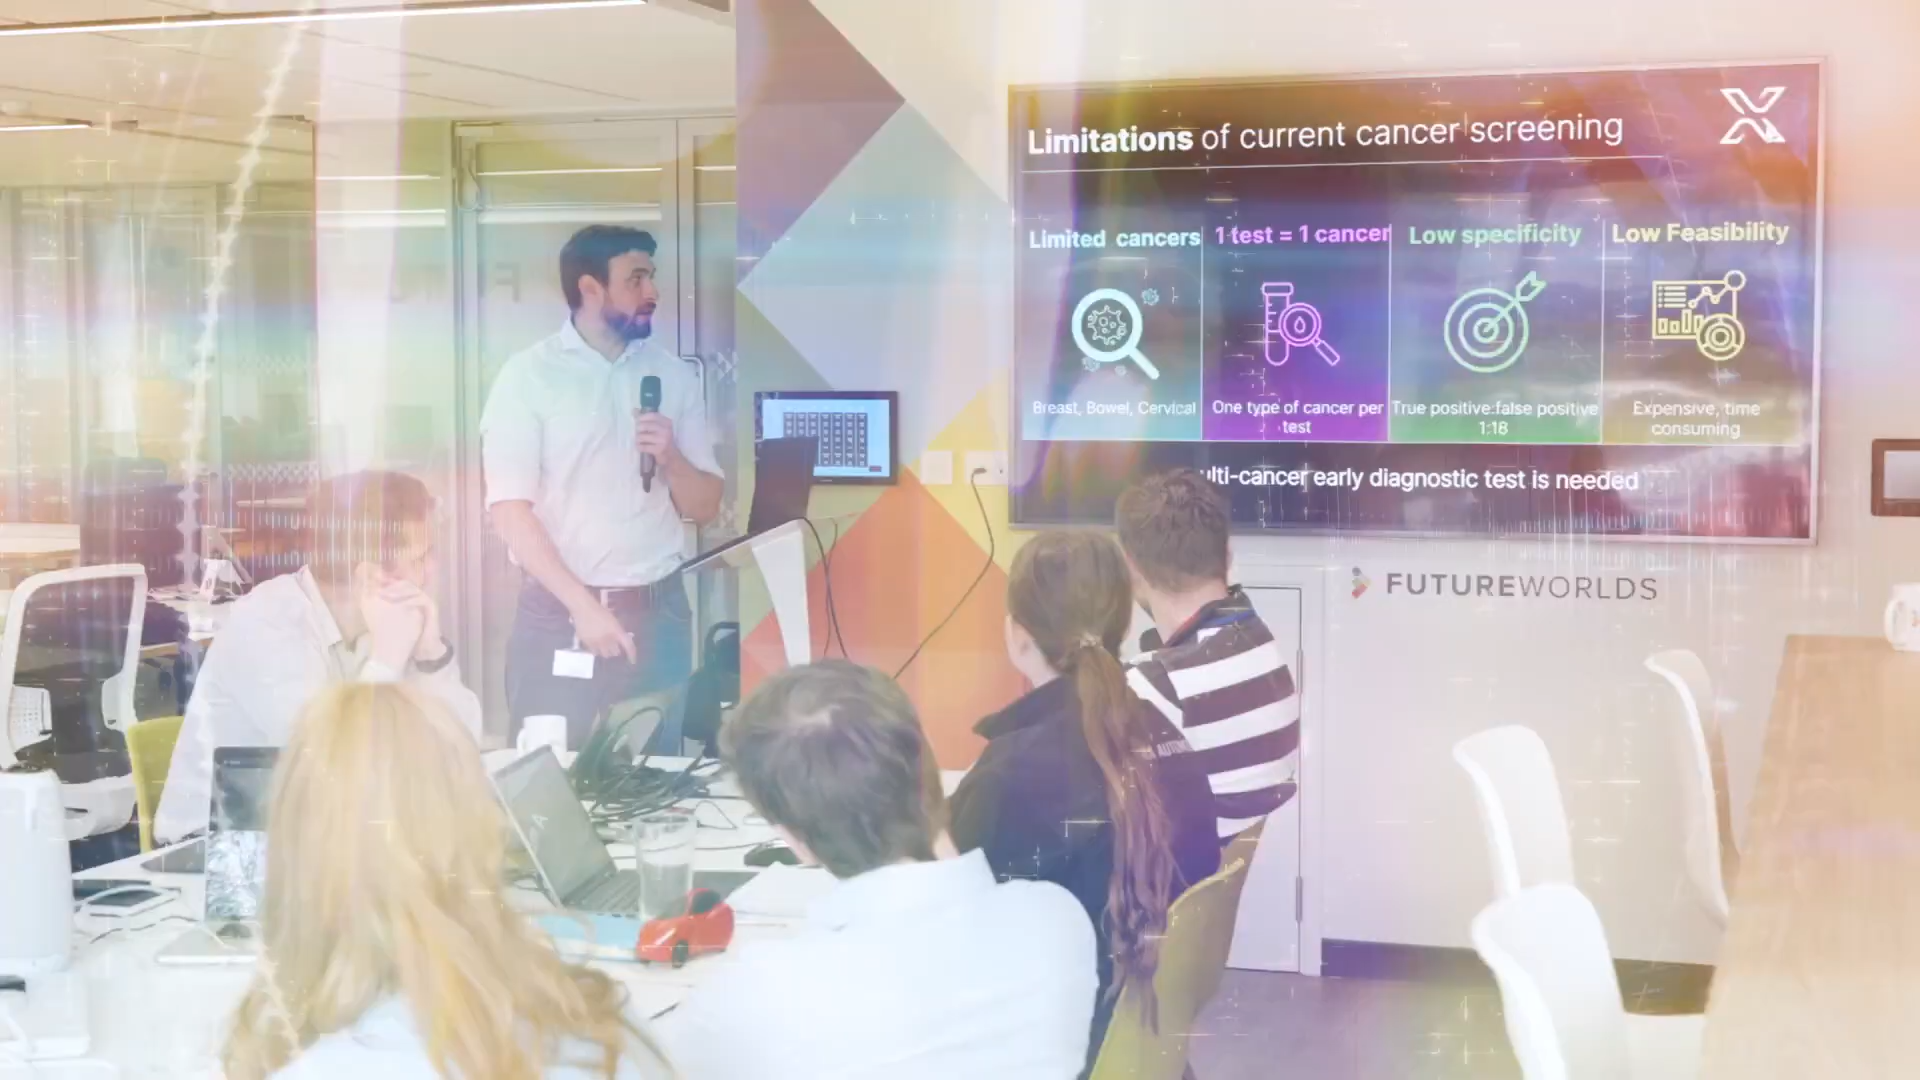 Limitations of current cancer screening
Limited cancers
1 test = 1 cancer
Low specificity
Low Feasibility
Breast, Bowel, Cervical
One type of cancer per
test
True positive:false positive
1:18
Expensive, time
consuming
ulti-cancer early diagnostic test is needed
FUTUREWORLDS